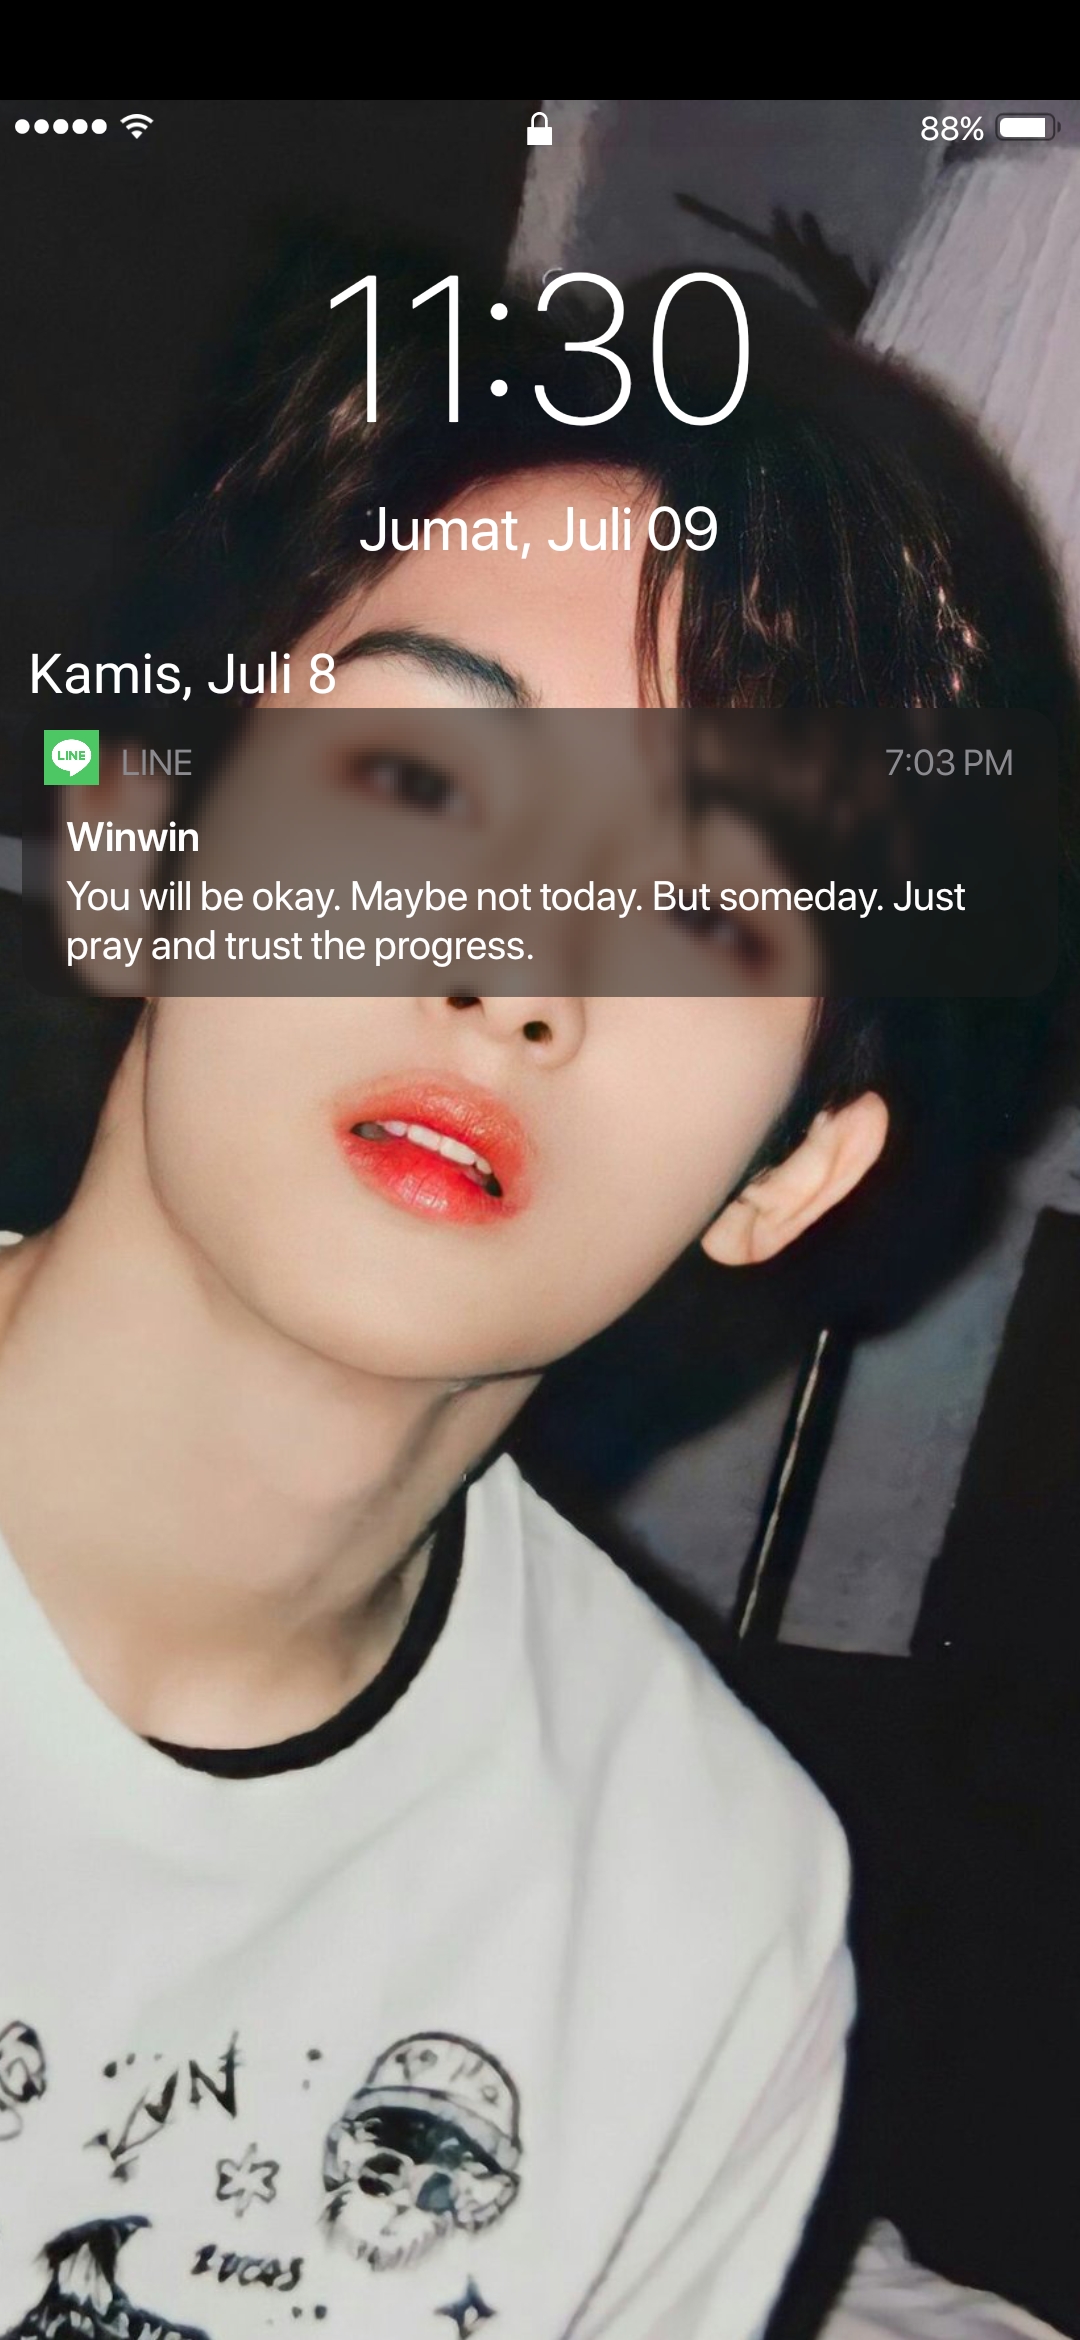 88%
11:30
Jumat, Juli 09
Kamis, Juli 8
LINE
LINE 7:03 PM
Winwin
You will be okay. Maybe not today. But someday. Just
pray and trust the progress.
N
LUCAS